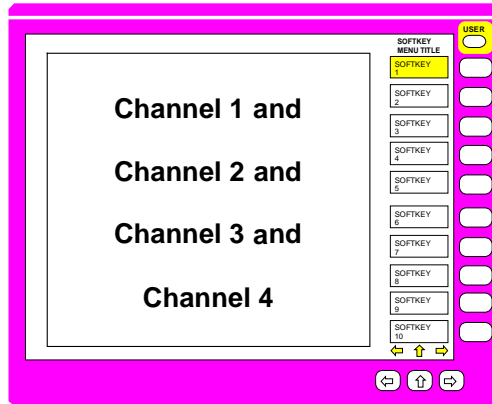 USER
SOFTKEY
MENU TITLE
SOFTKEY
1
SOFTKEY
2
SOFTKEY
3
SOFTKEY
4
SOFTKEY
5
SOFTKEY
6
SOFTKEY
7
SOFTKEY
8
SOFTKEY
9
SOFTKEY
10
Channel 1 and
Channel 2 and
Channel 3 and
Channel 4